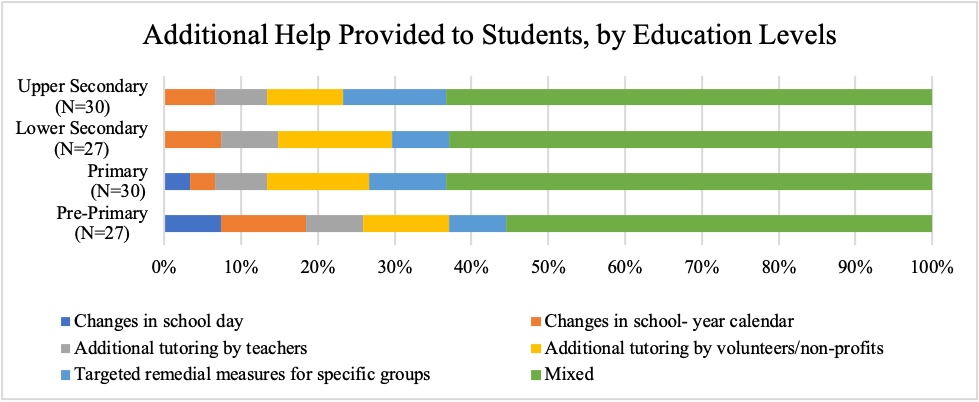 Additional Help Provided to Students, by Education Levels
Upper Secondary
(N=30)
Lower Secondary
(N=27)
Primary
(N=30)
Pre-Primary
(N=27)
0% 10% 20% 30% 40% 50% 60% 70% 80% 90% 100%
Changes in school day
Changes in school- year calendar
Additional tutoring by teachers
Additional tutoring by volunteers/non-profits
Targeted remedial measures for specific groups
Mixed